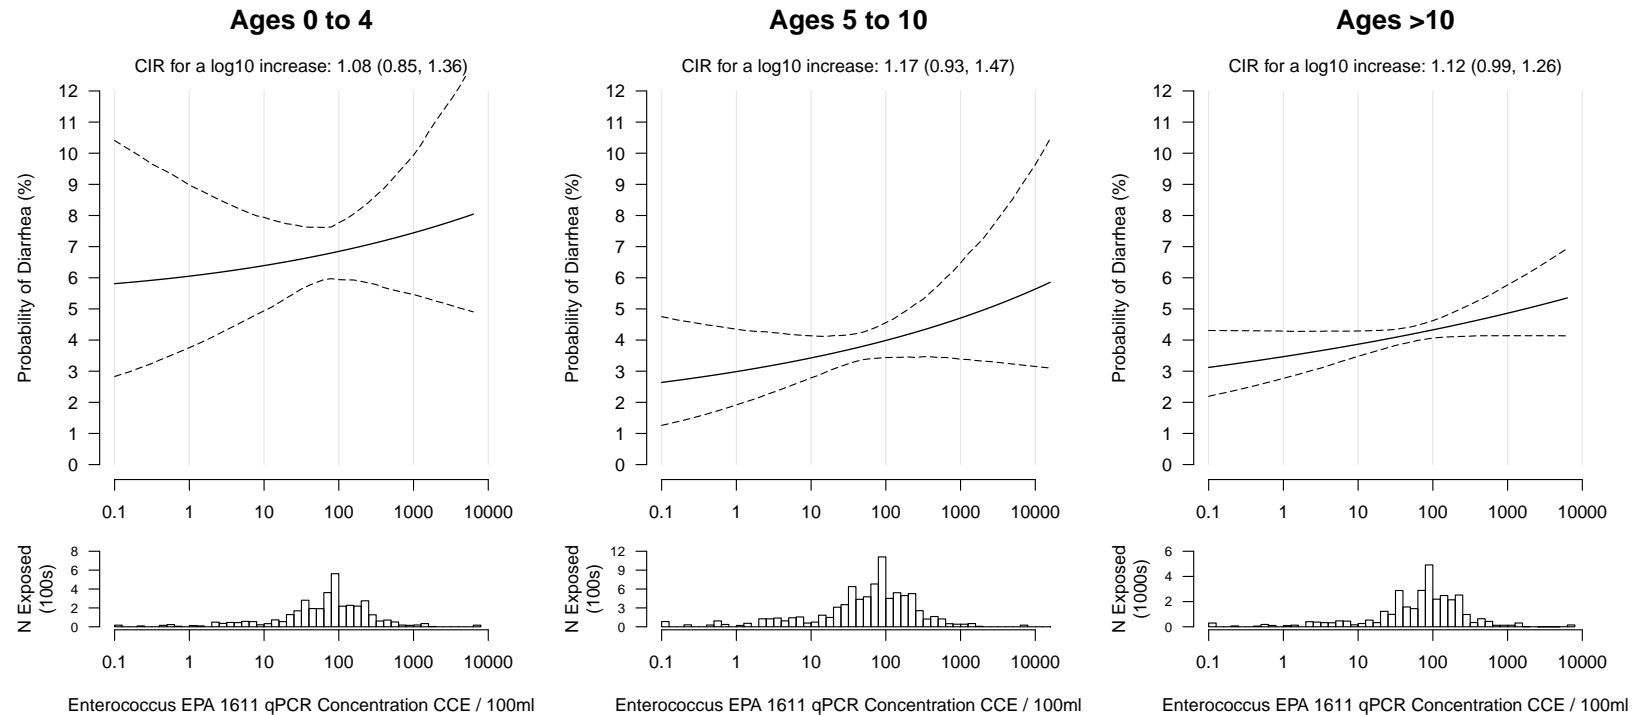 Ages 0 to 4
CIR for a log10 increase: 1.08 (0.85, 1.36)
Probability of Diarrhea (%)
12
11
10
9
8
7
6
5
4
3
2
1
0
0.1 1 10 100 1000 10000
N Exposed
(100s)
8
6
4
2
0
0.1 1 10 100 1000 10000
Enterococcus EPA 1611 qPCR Concentration CCE / 100ml
Ages 5 to 10
CIR for a log10 increase: 1.17 (0.93, 1.47)
Probability of Diarrhea (%)
12
11
10
9
8
7
6
5
4
3
2
1
0
0.1 1 10 100 1000 10000
N Exposed
(100s)
12
9
6
3
0
0.1 1 10 100 1000 10000
Enterococcus EPA 1611 qPCR Concentration CCE / 100ml
Ages >10
CIR for a log10 increase: 1.12 (0.99, 1.26)
Probability of Diarrhea (%)
12
11
10
9
8
7
6
5
4
3
2
1
0
0.1 1 10 100 1000 10000
N Exposed
(1000s)
6
4
2
0
0.1 1 10 100 1000 10000
Enterococcus EPA 1611 qPCR Concentration CCE / 100ml